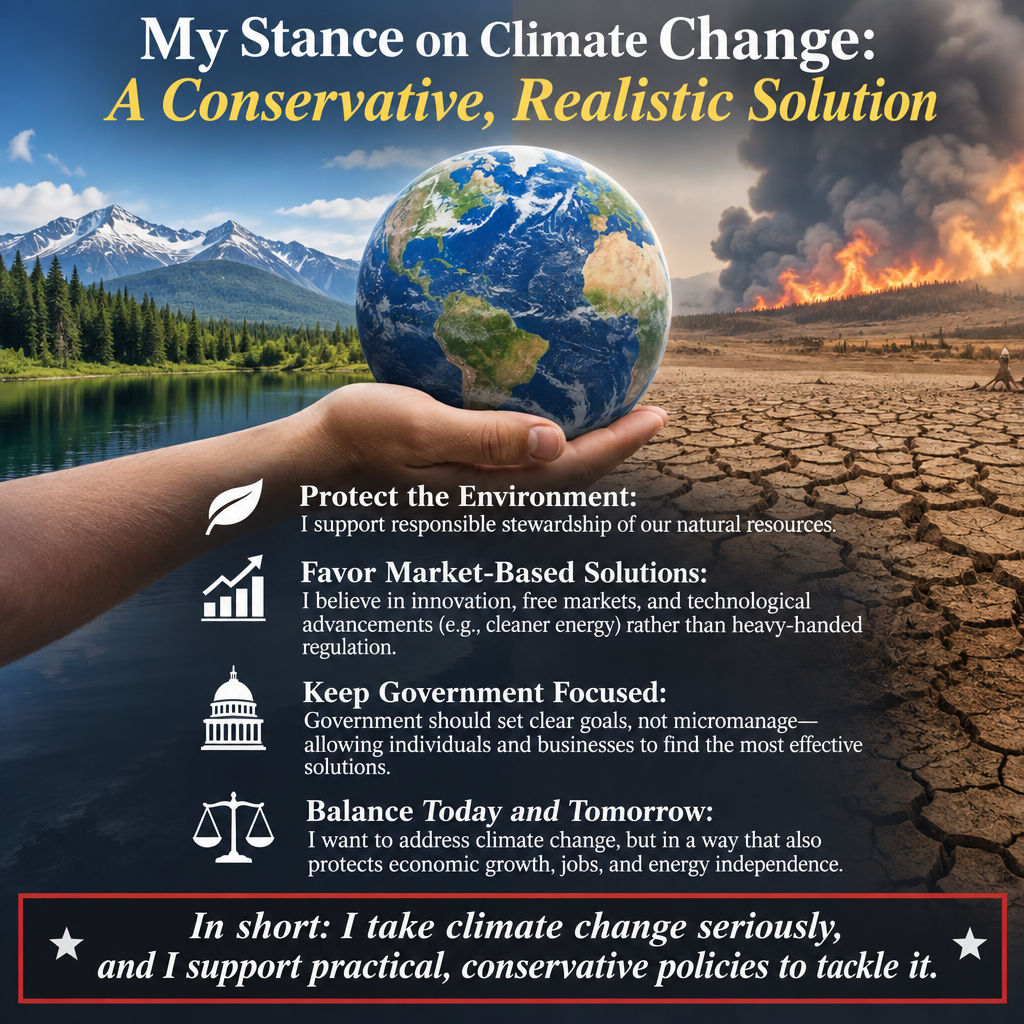 My Stance on Climate Change:
A Conservative, Realistic Solution
Protect the Environment:
I support responsible stewardship of our natural resources.
Favor Market-Based Solutions:
I believe in innovation, free markets, and technological
advancements (e.g., cleaner energy) rather than heavy-handed
regulation.
Keep Government Focused:
Government should set clear goals, not micromanage—
allowing individuals and businesses to find the most effective
solutions.
Balance Today and Tomorrow:
I want to address climate change, but in a way that also
protects economic growth, jobs, and energy independence.
In short: I take climate change seriously,
and I support practical, conservative policies to tackle it.